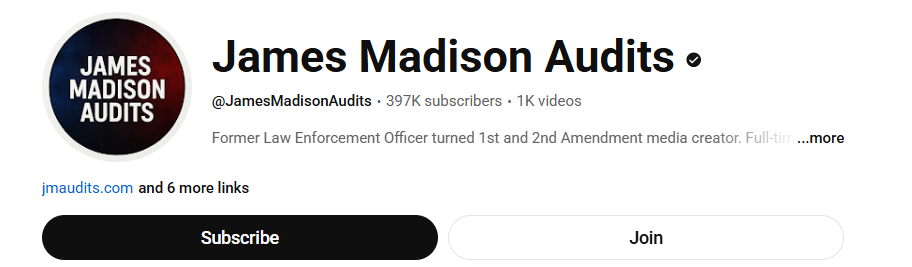 JAMES
MADISON
AUDITS
James Madison Audits
@JamesMadisonAudits • 397K subscribers • 1K videos
Former Law Enforcement Officer turned 1st and 2nd Amendment media creator. Full-tim ...more
jmaudits.com and 6 more links
Subscribe
Join